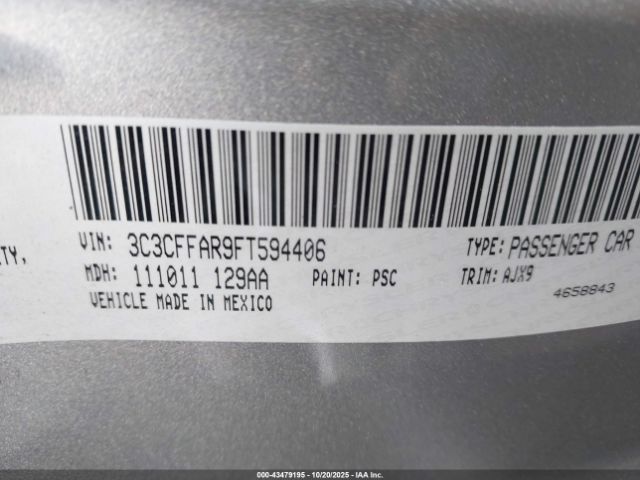 ITY,
VIN: 3C3CFFAR9FT594406 TYPE: PASSENGER CAR
MDH: 111011 129AA PAINT: PSC TRIM: AJX9
VEHICLE MADE IN MEXICO 4658843
000-43479195 - 10/20/2025 - IAA Inc.